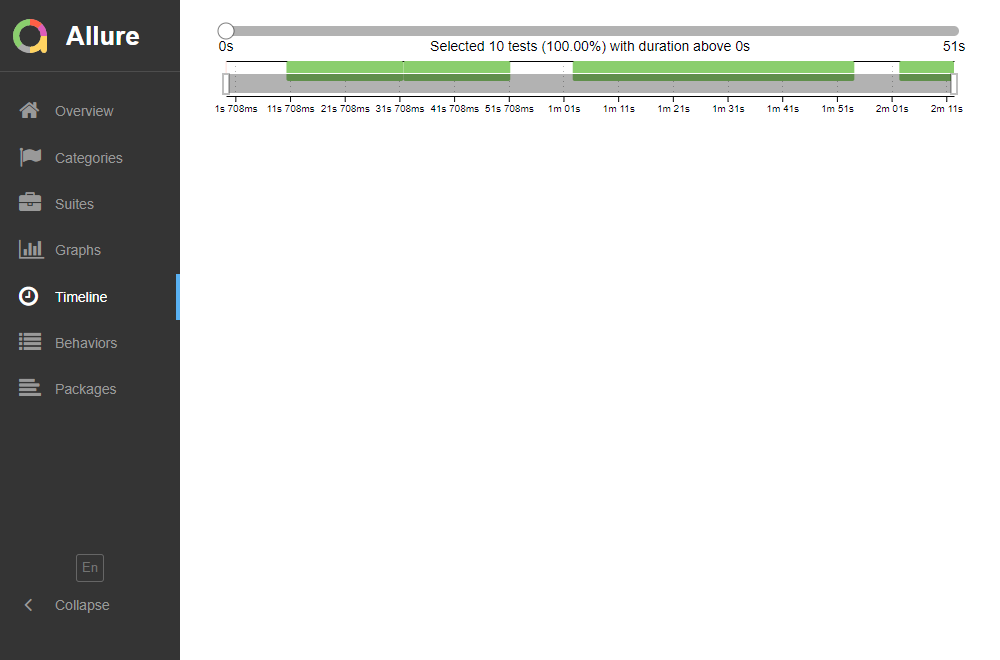 Allure
Overview
Categories
Suites
Graphs
Timeline
Behaviors
Packages
En
Collapse
0s Selected 10 tests (100.00%) with duration above 0s 51s
1s 708ms 11s 708ms 21s 708ms 31s 708ms 41s 708ms 51s 708ms 1m 01s 1m 11s 1m 21s 1m 31s 1m 41s 1m 51s 2m 01s 2m 11s